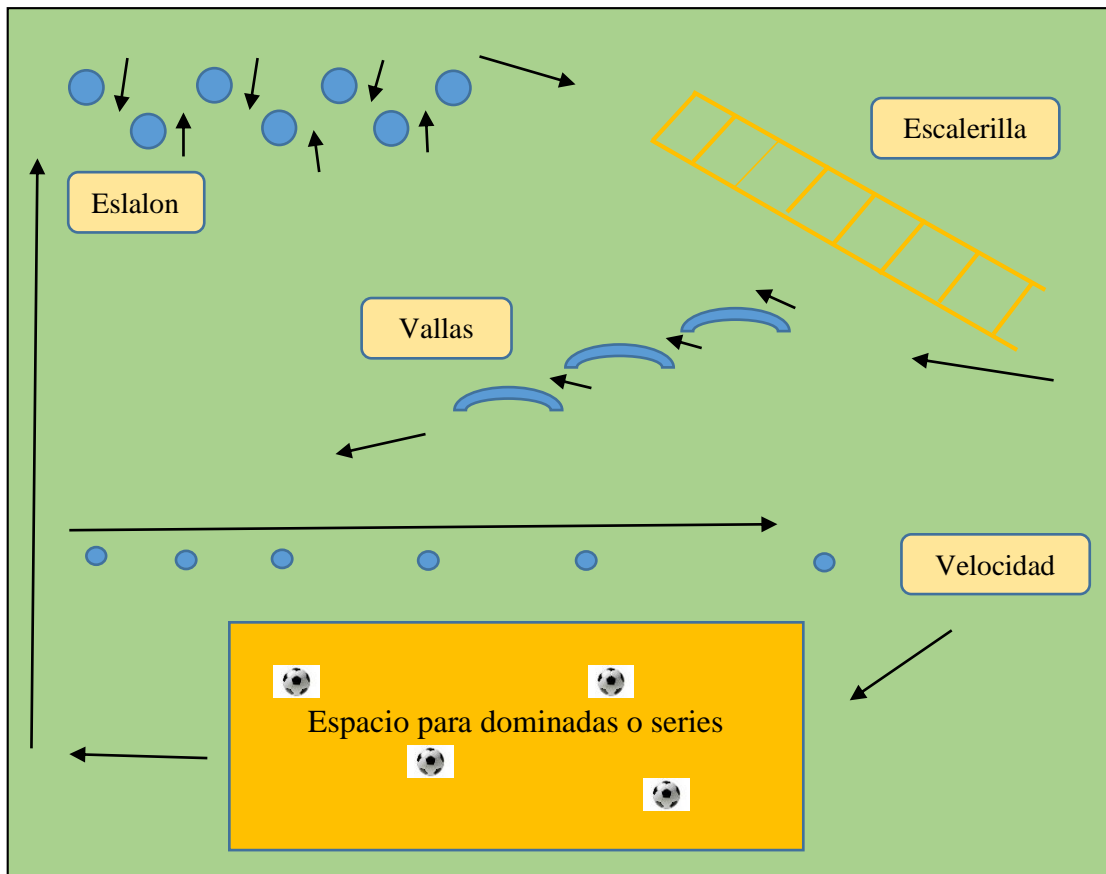 Escalerilla
Eslalon
Vallas
Velocidad
Espacio para dominadas o series